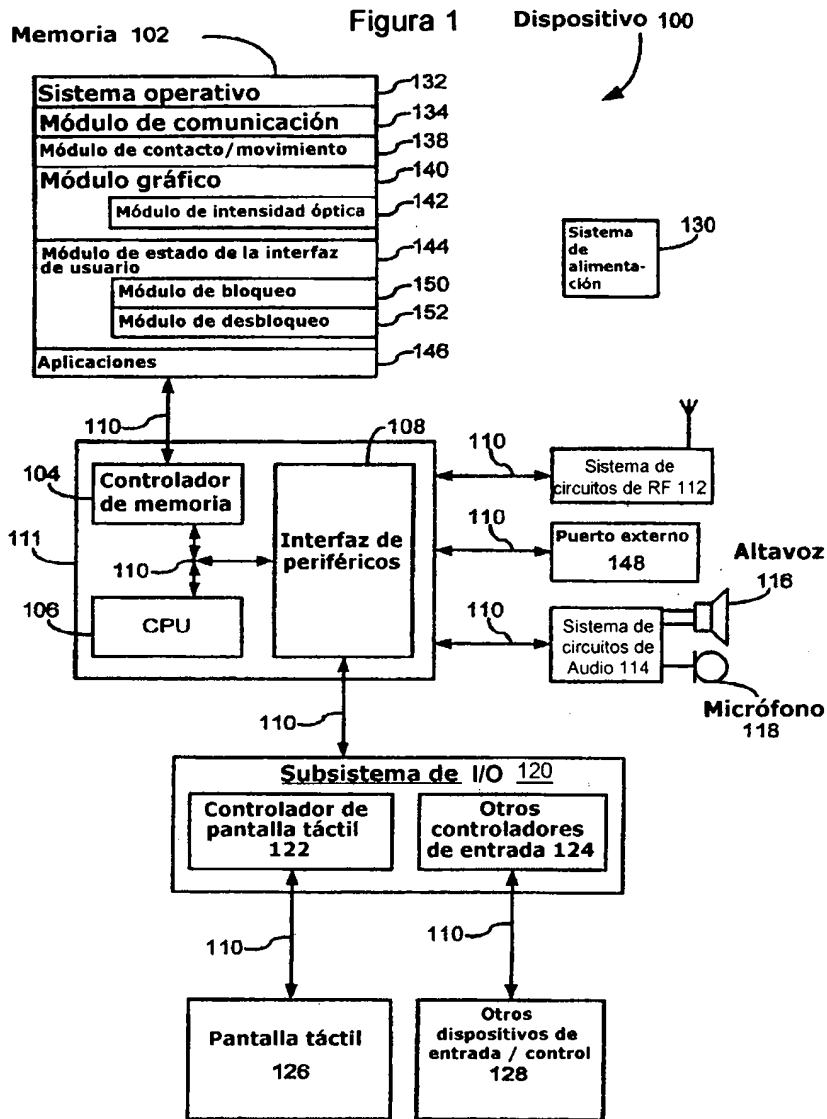 Figura 1
Dispositivo 100
Memoria 102
Sistema operativo
132
Módulo de comunicación
134
Módulo de contacto/movimiento
138
Módulo gráfico
140
Módulo de intensidad óptica
142
Módulo de estado de la interfaz
de usuario
144
Módulo de bloqueo
150
Módulo de desbloqueo
152
Aplicaciones
146
Sistema
de
alimenta-
ción
130
110
108
104
Controlador
de memoria
111
110
Interfaz de
periféricos
106
CPU
110
Sistema de
circuitos de RF 112
110
Puerto externo
148
Altavoz
116
110
Sistema de
circuitos de
Audio 114
Micrófono
118
110
Subsistema de I/O 120
Controlador de
pantalla táctil
122
Otros
controladores
de entrada 124
110
110
Pantalla táctil
126
Otros
dispositivos de
entrada / control
128